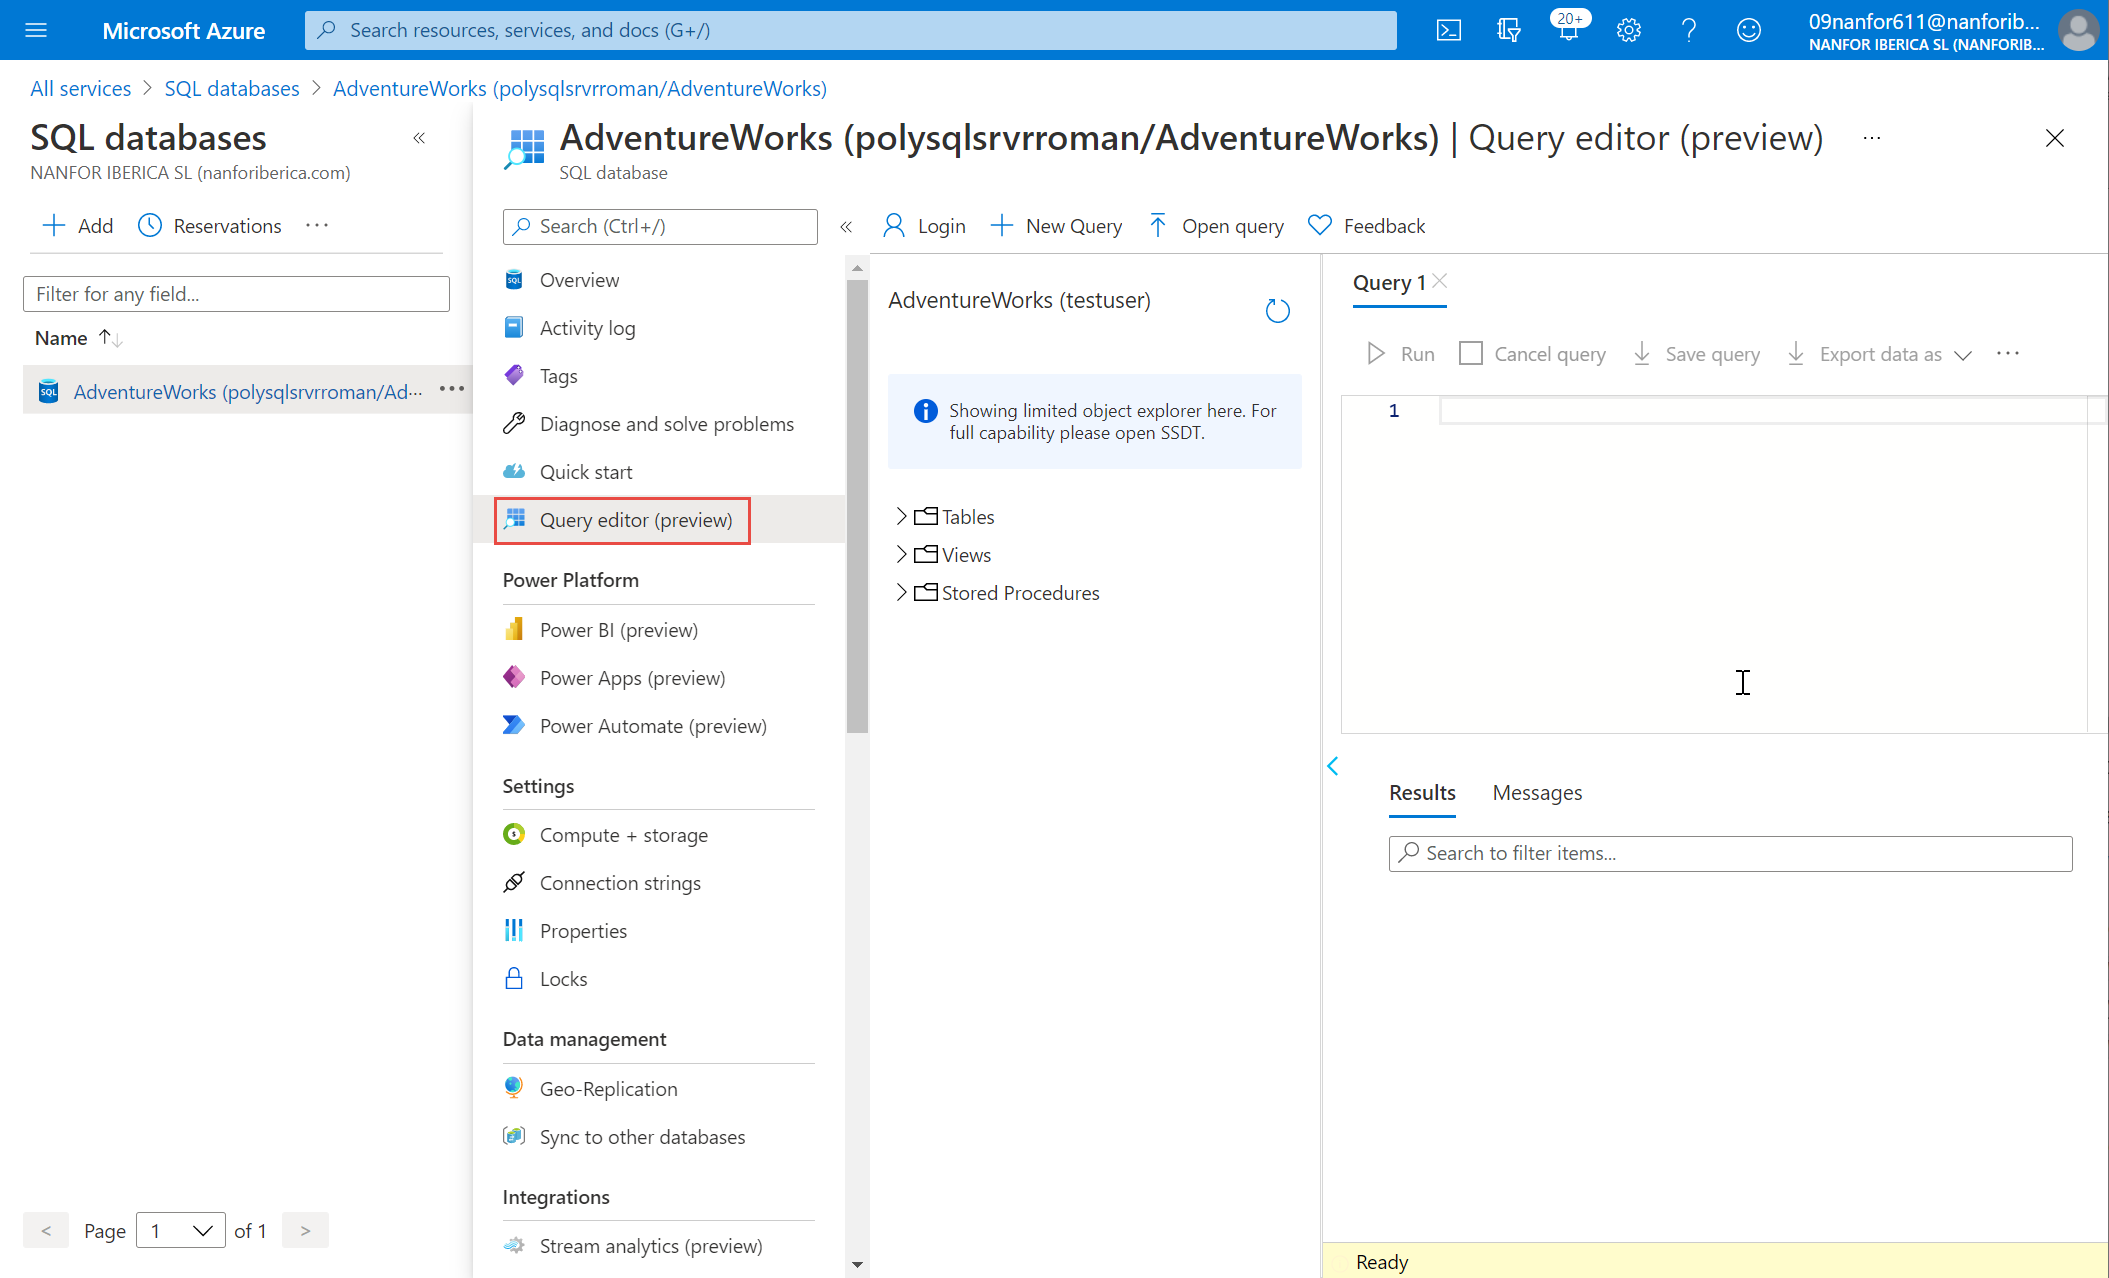 Microsoft Azure
Search resources, services, and docs (G+/)
20+
09nanfor611@nanforib...
NANFOR IBERICA SL (NANFORIB...
All services > SQL databases > AdventureWorks (polysqlsrvrroman/AdventureWorks)
SQL databases
NANFOR IBERICA SL (nanforiberica.com)
Add
Reservations
Filter for any field...
Name
AdventureWorks (polysqlsrvrroman/Ad...
Page 1 of 1
AdventureWorks (polysqlsrvrroman/AdventureWorks) | Query editor (preview)
SQL database
Search (Ctrl+/)
Overview
Activity log
Tags
Diagnose and solve problems
Quick start
Query editor (preview)
Power Platform
Power BI (preview)
Power Apps (preview)
Power Automate (preview)
Settings
Compute + storage
Connection strings
Properties
Locks
Data management
Geo-Replication
Sync to other databases
Integrations
Stream analytics (preview)
Login
New Query
Open query
Feedback
AdventureWorks (testuser)
Showing limited object explorer here. For
full capability please open SSDT.
Tables
Views
Stored Procedures
Query 1
Run
Cancel query
Save query
Export data as
1
Results
Messages
Search to filter items...
Ready